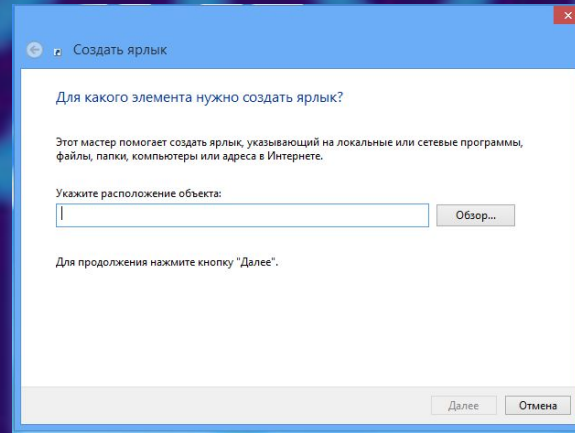 Создать ярлык
Для какого элемента нужно создать ярлык?
Этот мастер помогает создать ярлык, указывающий на локальные или сетевые программы,
файлы, папки, компьютеры или адреса в Интернете.
Укажите расположение объекта:
Обзор...
Для продолжения нажмите кнопку "Далее".
Далее
Отмена